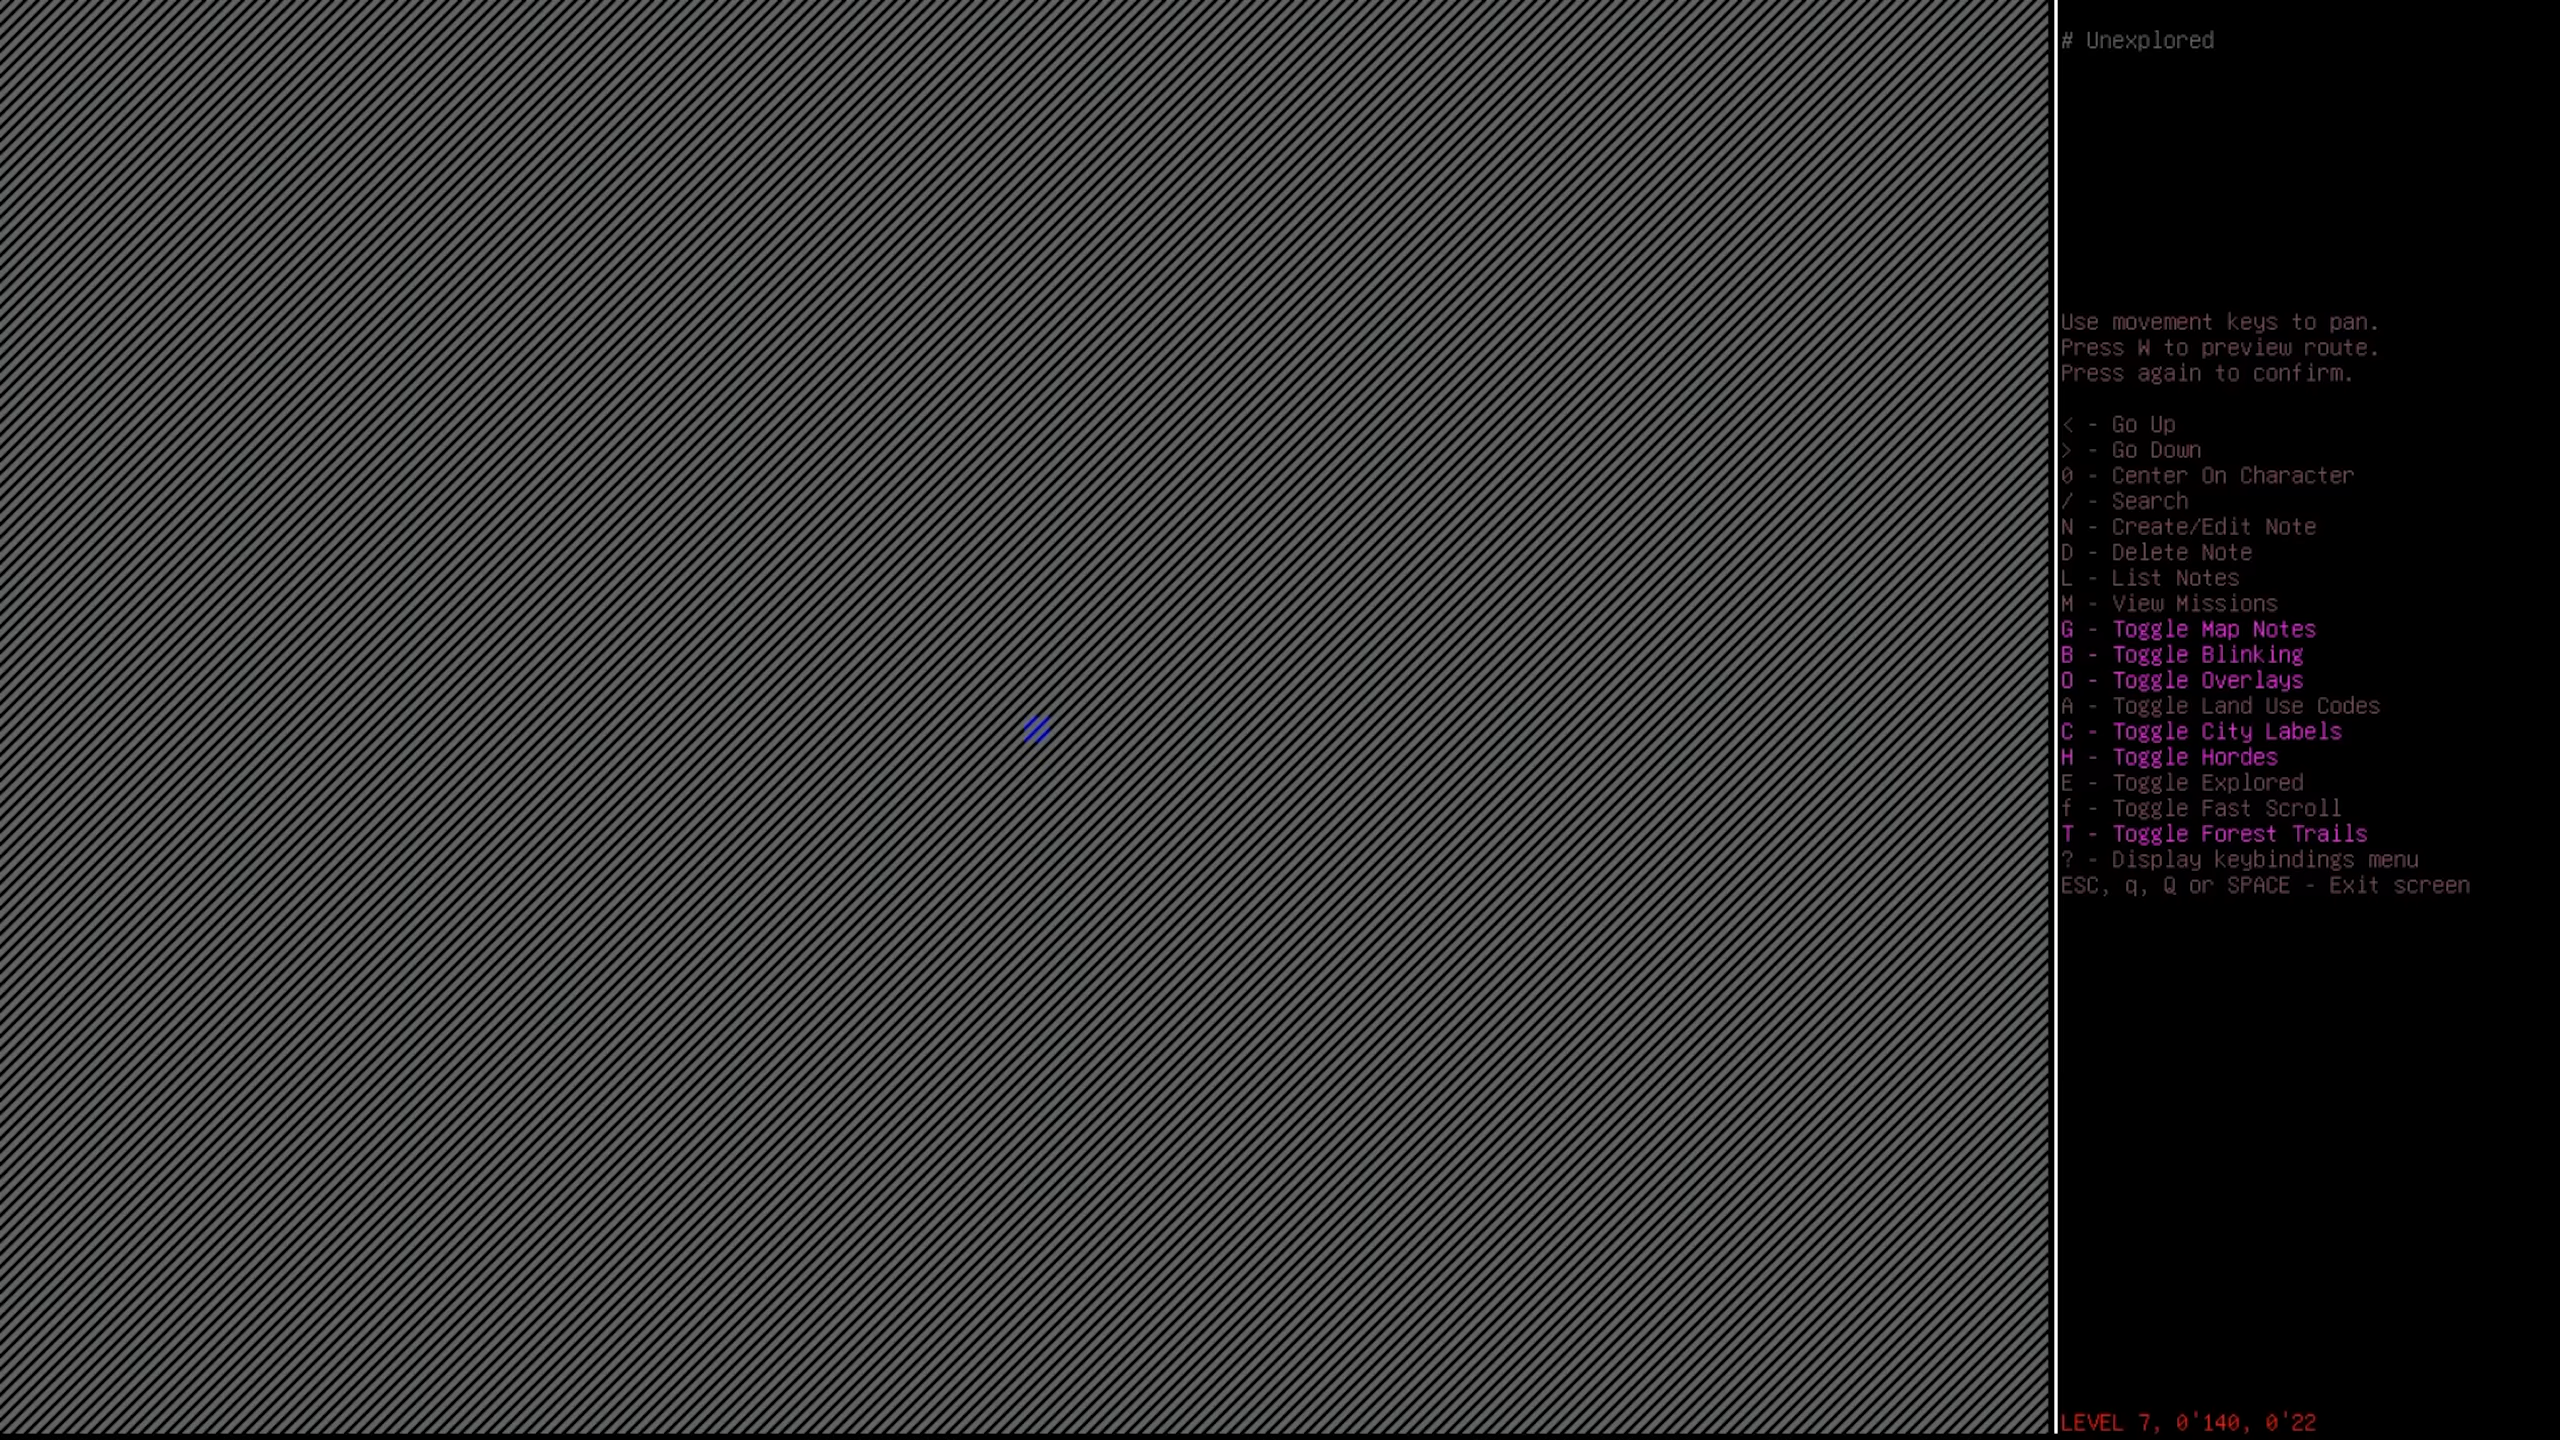 # Unexplored
Use movement keys to pan.
Press W to preview route.
Press again to confirm.
< - Go Up
> - Go Down
0 - Center On Character
/ - Search
N - Create/Edit Note
D - Delete Note
L - List Notes
M - View Missions
G - Toggle Map Notes
B - Toggle Blinking
O - Toggle Overlays
A - Toggle Land Use Codes
C - Toggle City Labels
H - Toggle Hordes
E - Toggle Explored
f - Toggle Fast Scroll
T - Toggle Forest Trails
? - Display keybindings menu
ESC, q, Q or SPACE - Exit screen
LEVEL 7, 0'140, 0'22